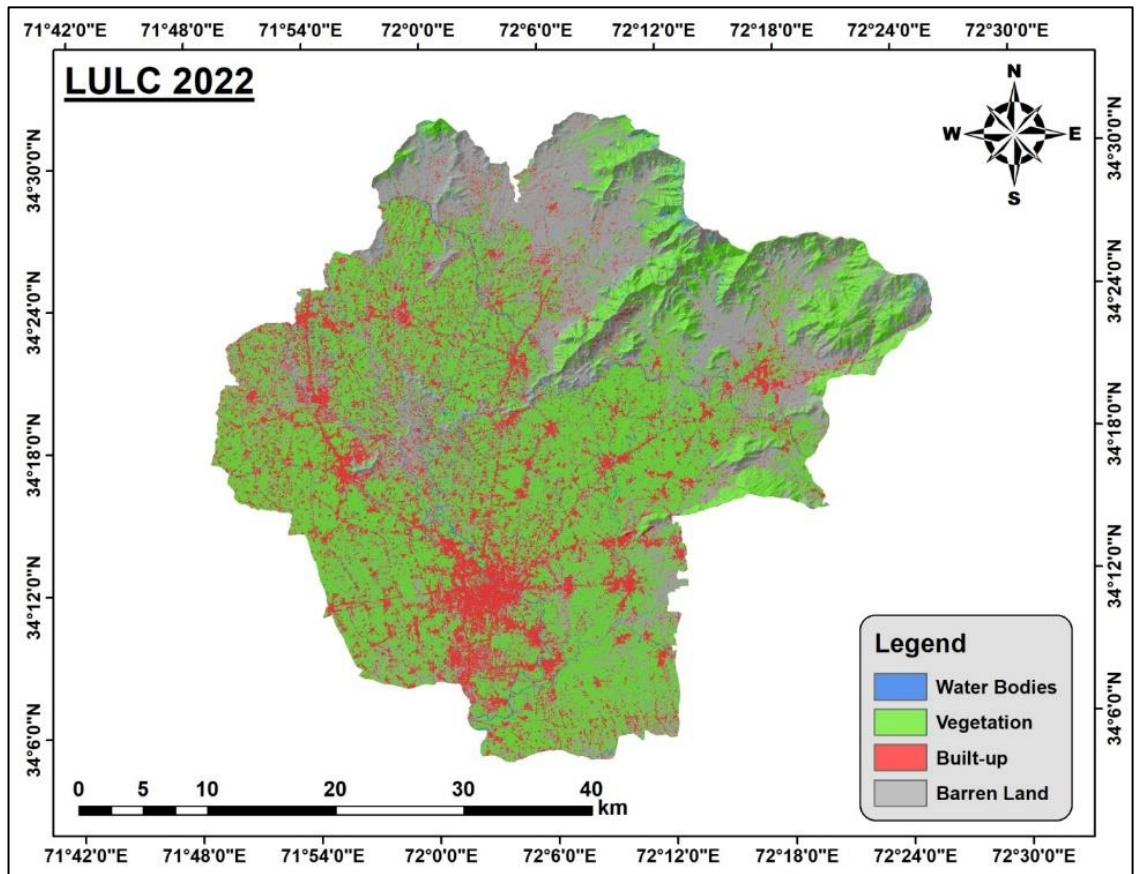 71°42'0"E 71°48'0"E 71°54'0"E 72°0'0"E 72°6'0"E 72°12'0"E 72°18'0"E 72°24'0"E 72°30'0"E
LULC 2022
N
W E
S
34°30'0"N 34°30'0"N
34°24'0"N 34°24'0"N
34°18'0"N 34°18'0"N
34°12'0"N 34°12'0"N
34°6'0"N 34°6'0"N
Legend
Water Bodies
Vegetation
Built-up
Barren Land
0 5 10 20 30 40
km
71°42'0"E 71°48'0"E 71°54'0"E 72°0'0"E 72°6'0"E 72°12'0"E 72°18'0"E 72°24'0"E 72°30'0"E